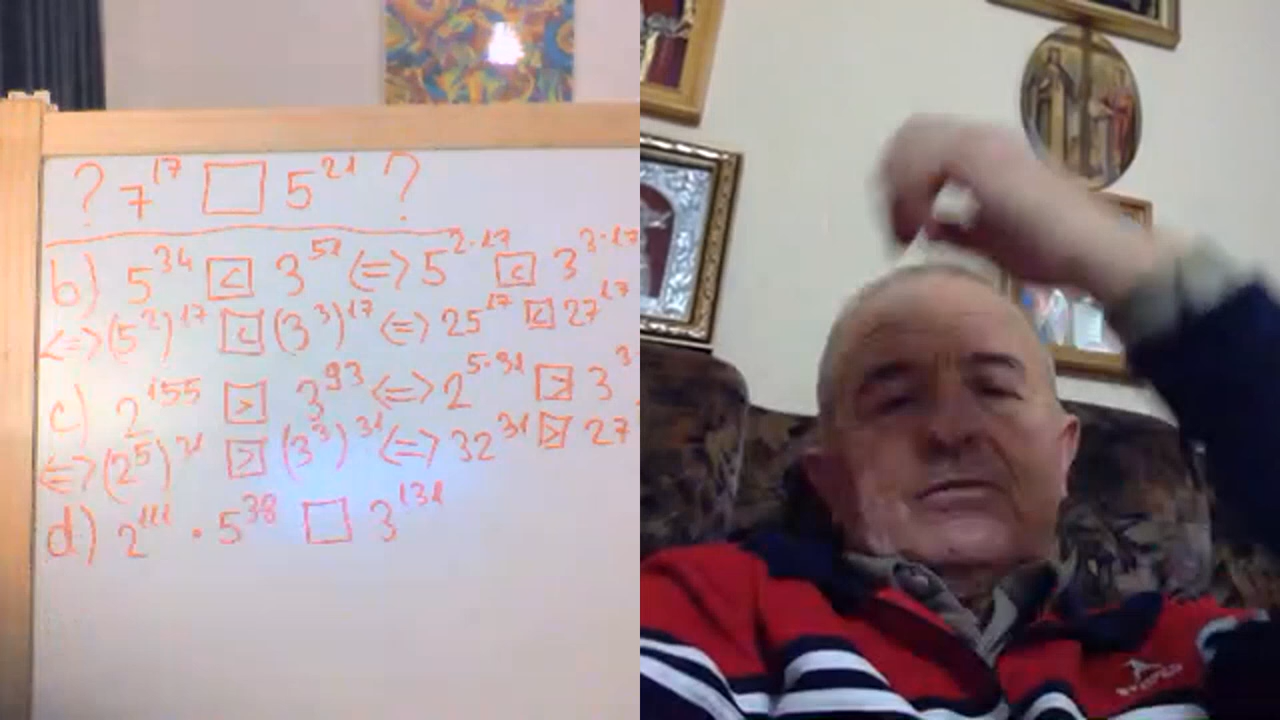 ? 7^17 □ 5^21 ?
b) 5^34 < 3^51 <=> 5^2·17 < 3^3·17
<=> (5^2)^17 < (3^3)^17 <=> 25^17 < 27^17
c) 2^155 > 3^93 <=> 2^5·31 > 3^3
<=> (2^5)^31 > (3^3)^31 <=> 32^31 > 27
d) 2^111 · 5^38 □ 3^131